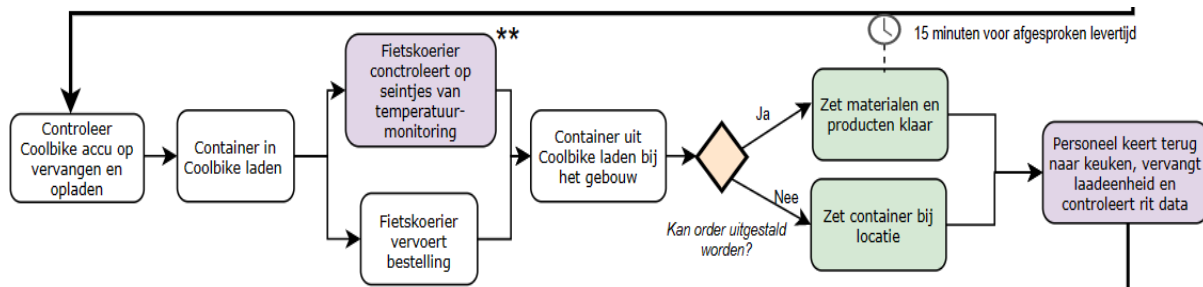 **
15 minuten voor afgesproken levertijd
Controleer
Coolbike accu op
vervangen en
opladen
Container in
Coolbike laden
Fietskoerier
conctroleert op
seintjes van
temperatuur-
monitoring
Fietskoerier
vervoert
bestelling
Container uit
Coolbike laden bij
het gebouw
Ja
Nee
Kan order uitgestald
worden?
Zet materialen en
producten klaar
Zet container bij
locatie
Personeel keert terug
naar keuken, vervangt
laadeenheid en
controleert rit data